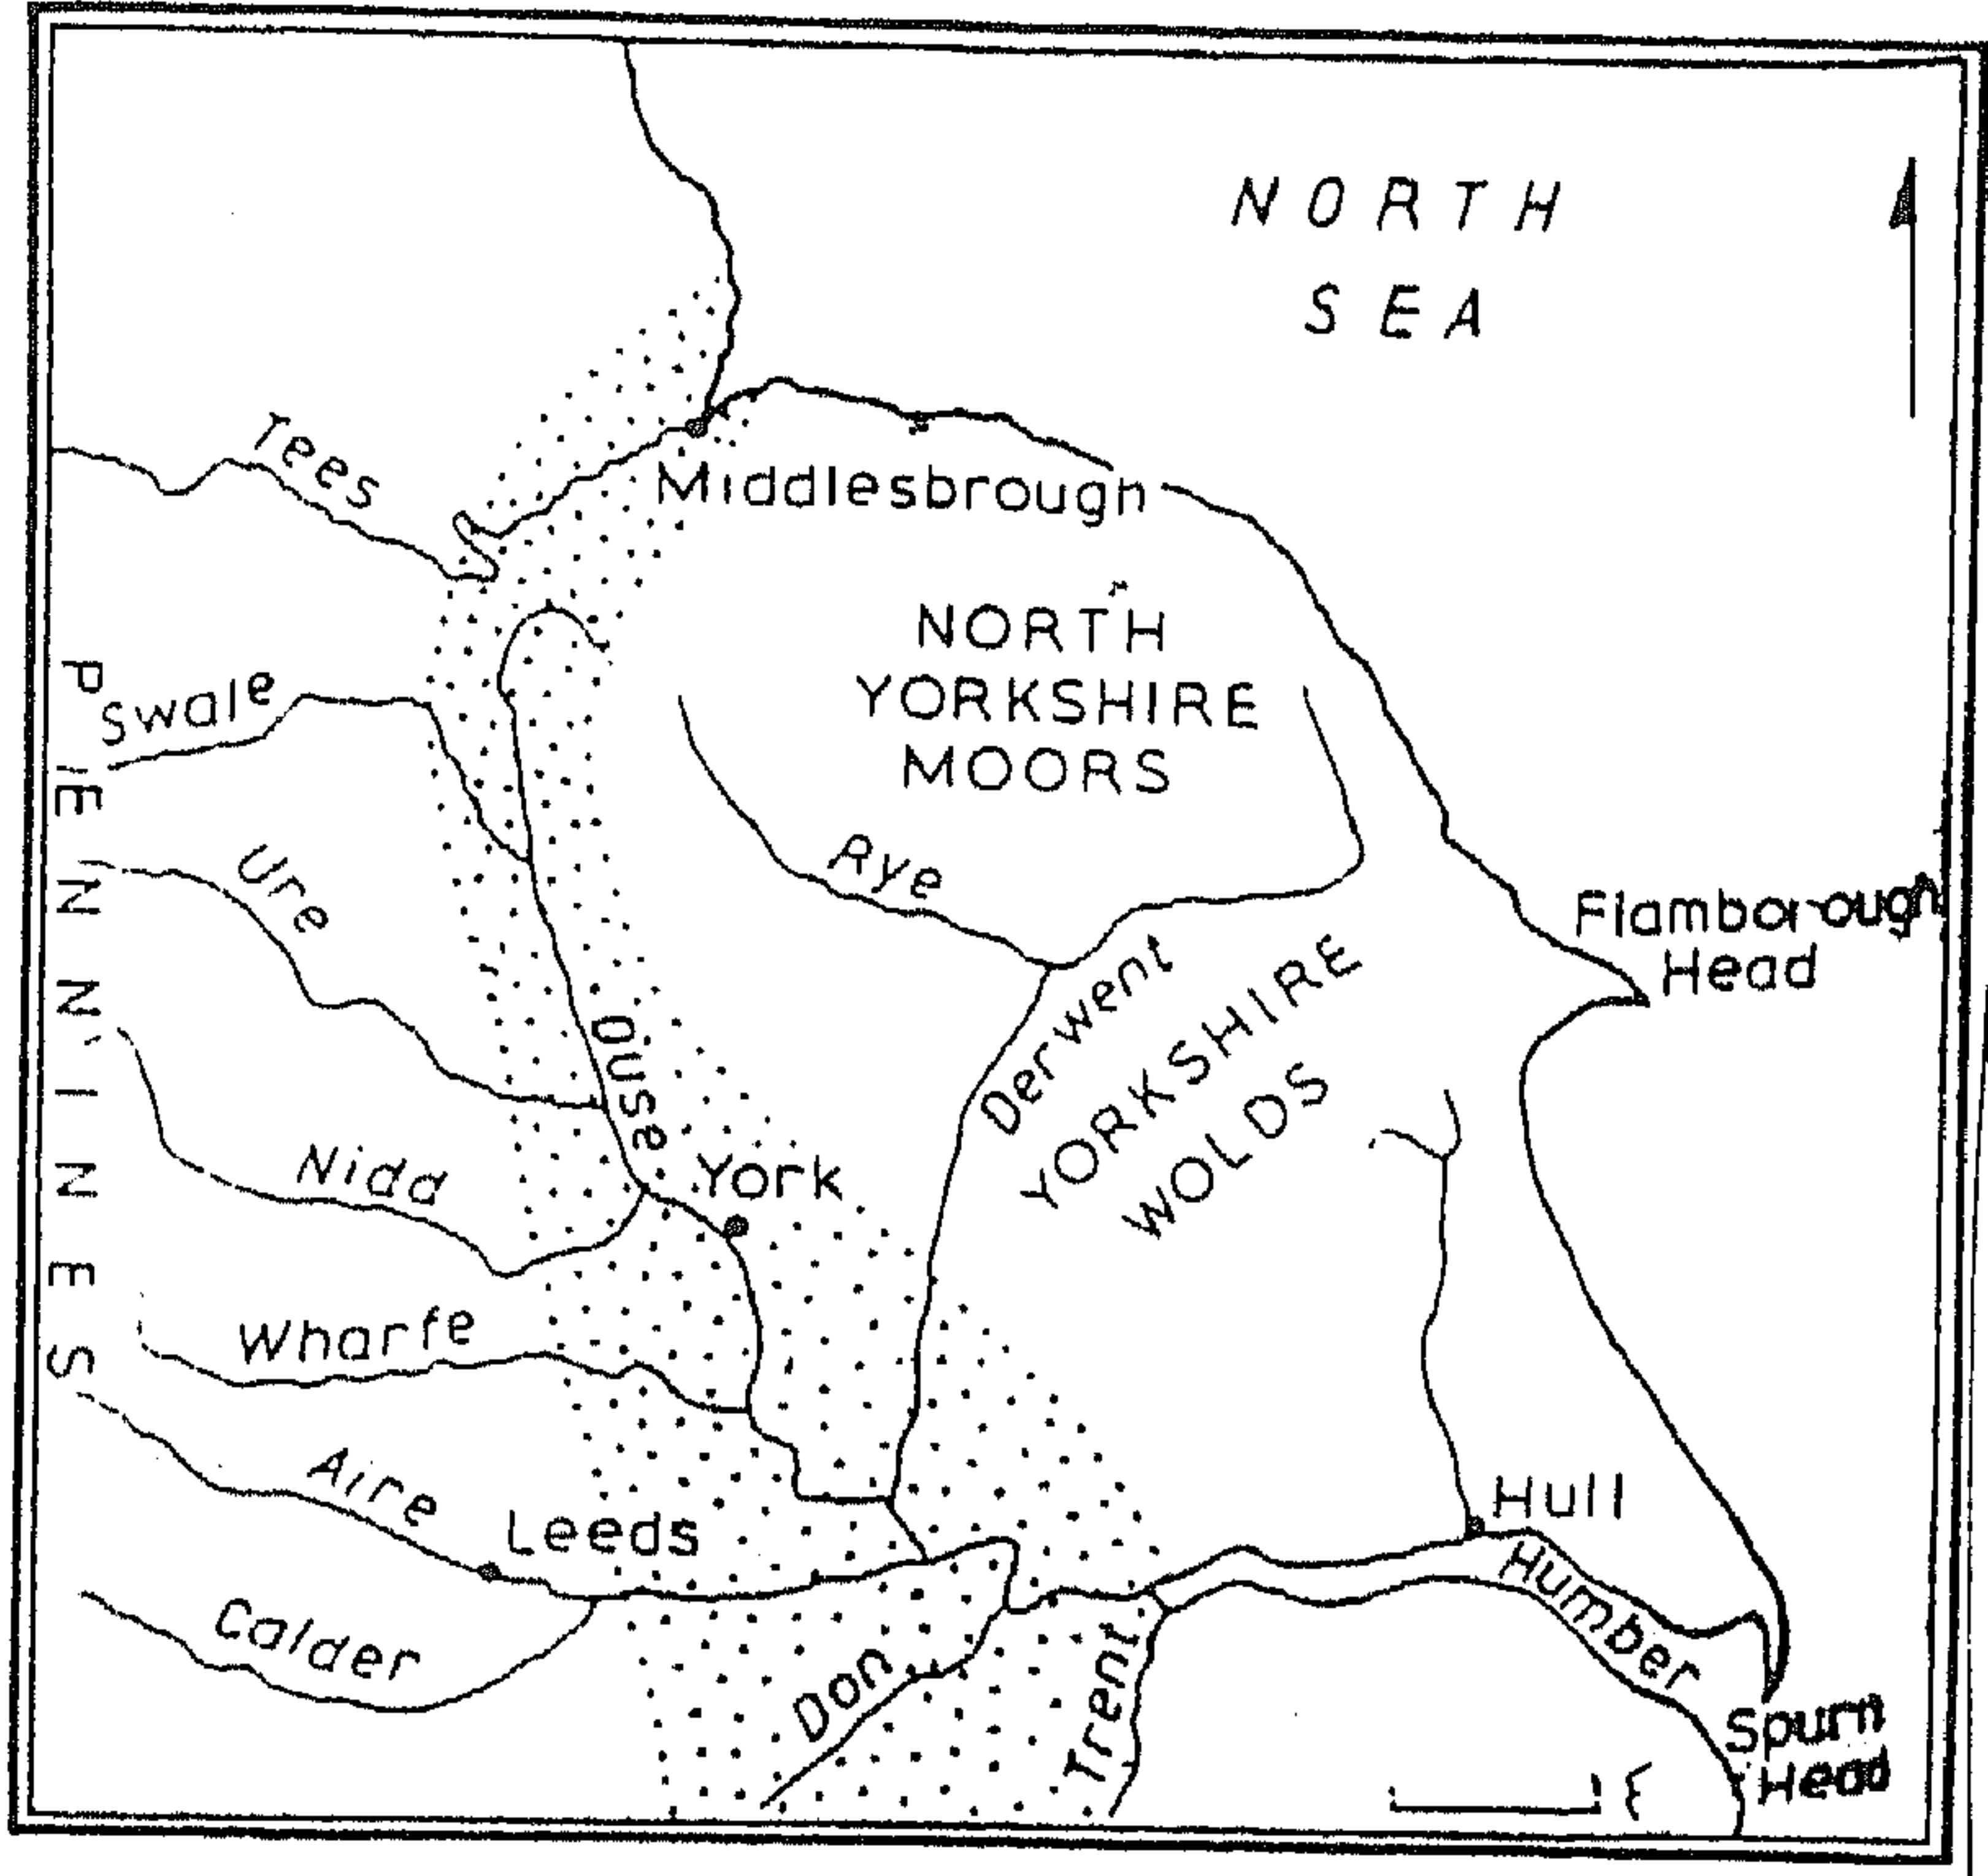 NORTH
SEA
Tees
Middlesbrough
NORTH
YORKSHIRE
MOORS
PENNINES
Swale
Rye
Ure
Flamborough
Head
Derwent
YORKSHIRE
WOLDS
Ouse
Nidd
York
Wharfe
Aire
Leeds
Hull
Humber
Calder
Don
Trent
Spurn
Head